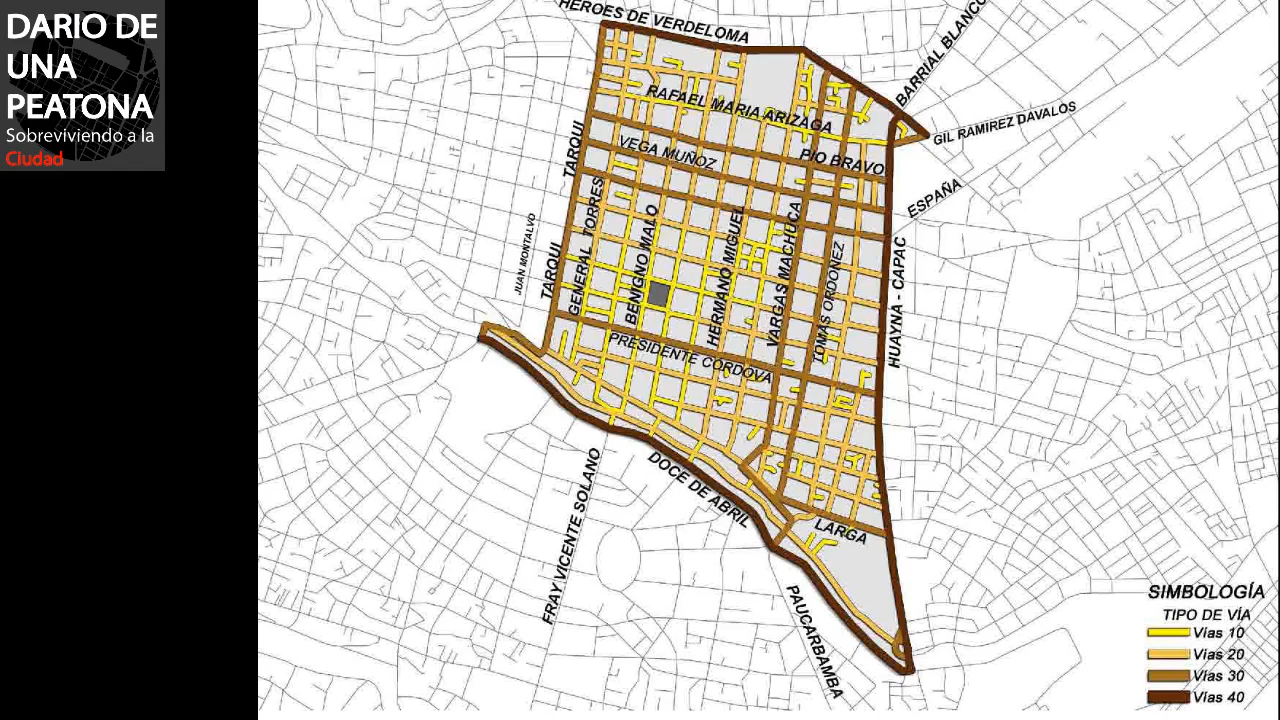 DARIO DE
UNA
PEATONA
Sobreviviendo a la
Ciudad
HEROES DE VERDELOMA
BARRIAL BLANCO
RAFAEL MARIA ARIZAGA
GIL RAMIREZ DAVALOS
TARQUI
VEGA MUÑOZ
PIO BRAVO
ESPAÑA
JUAN MONTALVO
TARQUI
GENERAL TORRES
BENIGNO MALO
HERMANO MIGUEL
VARGAS MACHUCA
TOMAS ORDOÑEZ
HUAYNA - CAPAC
PRESIDENTE CORDOVA
FRAY VICENTE SOLANO
DOCE DE ABRIL
LARGA
PAUCARBAMBA
SIMBOLOGÍA
TIPO DE VÍA
Vías 10
Vías 20
Vías 30
Vías 40